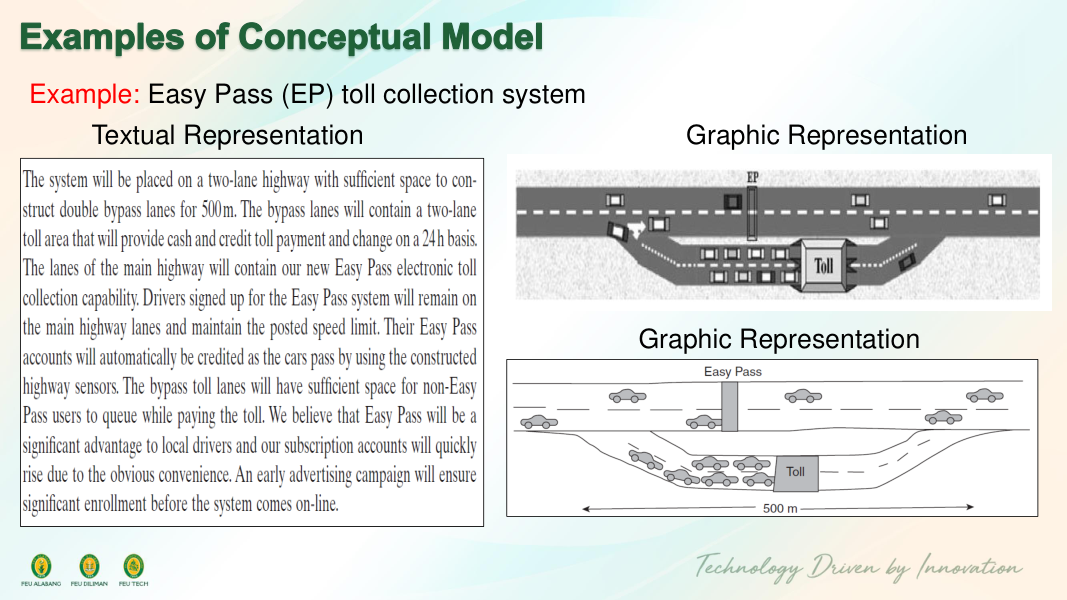 Examples of Conceptual Model
Example: Easy Pass (EP) toll collection system
Textual Representation
The system will be placed on a two-lane highway with sufficient space to con-
struct double bypass lanes for 500 m. The bypass lanes will contain a two-lane
toll area that will provide cash and credit toll payment and change on a 24 h basis.
The lanes of the main highway will contain our new Easy Pass electronic toll
collection capability. Drivers signed up for the Easy Pass system will remain on
the main highway lanes and maintain the posted speed limit. Their Easy Pass
accounts will automatically be credited as the cars pass by using the constructed
highway sensors. The bypass toll lanes will have sufficient space for non-Easy
Pass users to queue while paying the toll. We believe that Easy Pass will be a
significant advantage to local drivers and our subscription accounts will quickly
rise due to the obvious convenience. An early advertising campaign will ensure
significant enrollment before the system comes on-line.
Graphic Representation
EP
Toll
Graphic Representation
Easy Pass
Toll
500 m
FEU ALABANG
FEU DILIMAN
FEU TECH
Technology Driven by Innovation